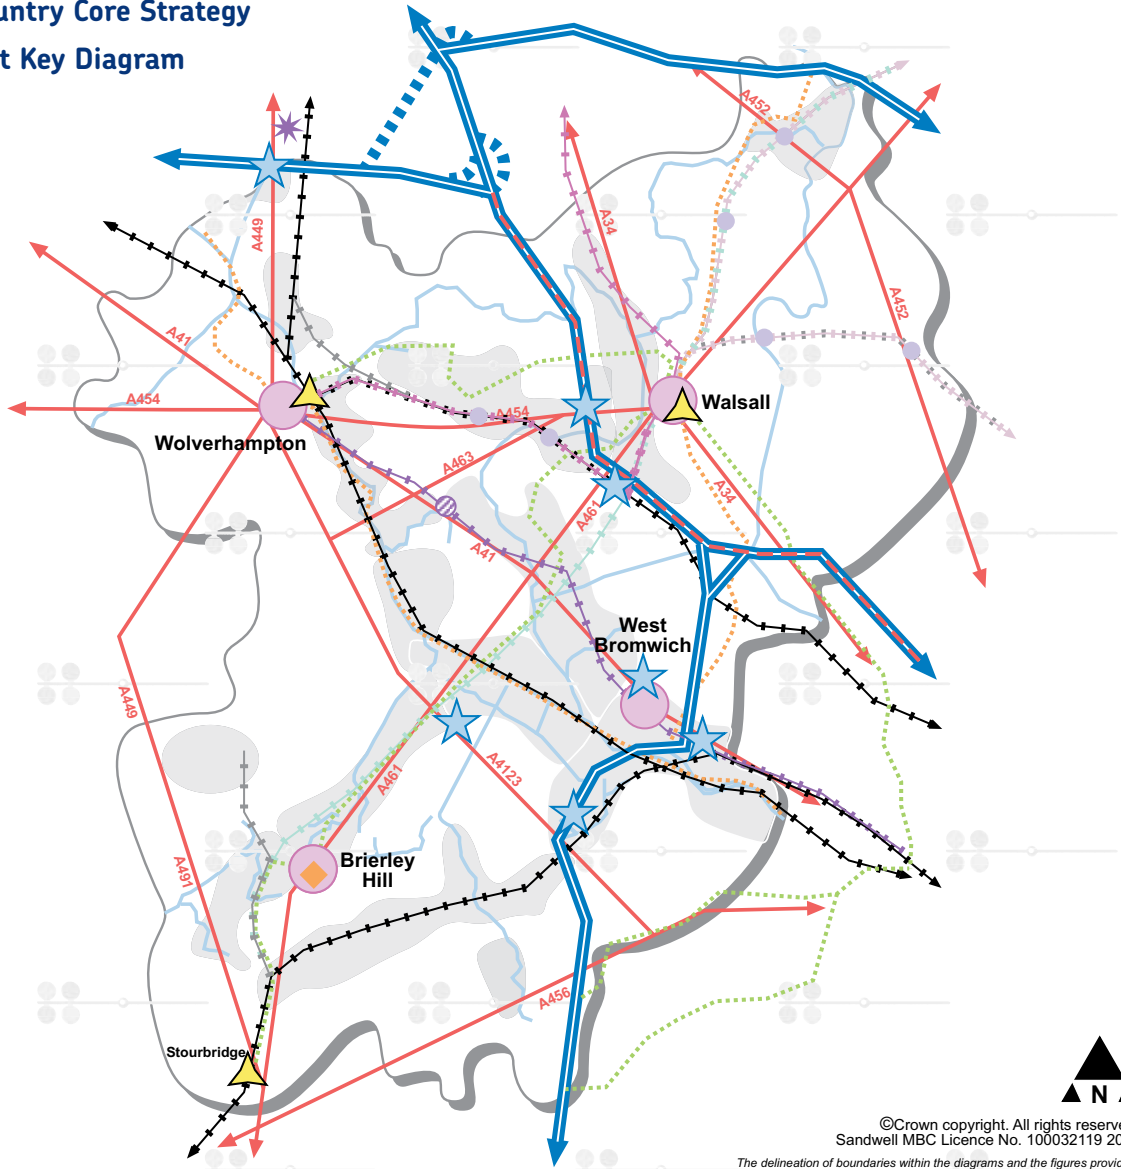 untry Core Strategy
t Key Diagram
A452
A449
A34
A452
A41
A454
Walsall
A454
Wolverhampton
A463
A34
A461
A41
West
Bromwich
A449
A4123
A461
Brierley
Hill
A491
A456
Stourbridge
N
©Crown copyright. All rights reserve
Sandwell MBC Licence No. 100032119 20
The delineation of boundaries within the diagrams and the figures provid